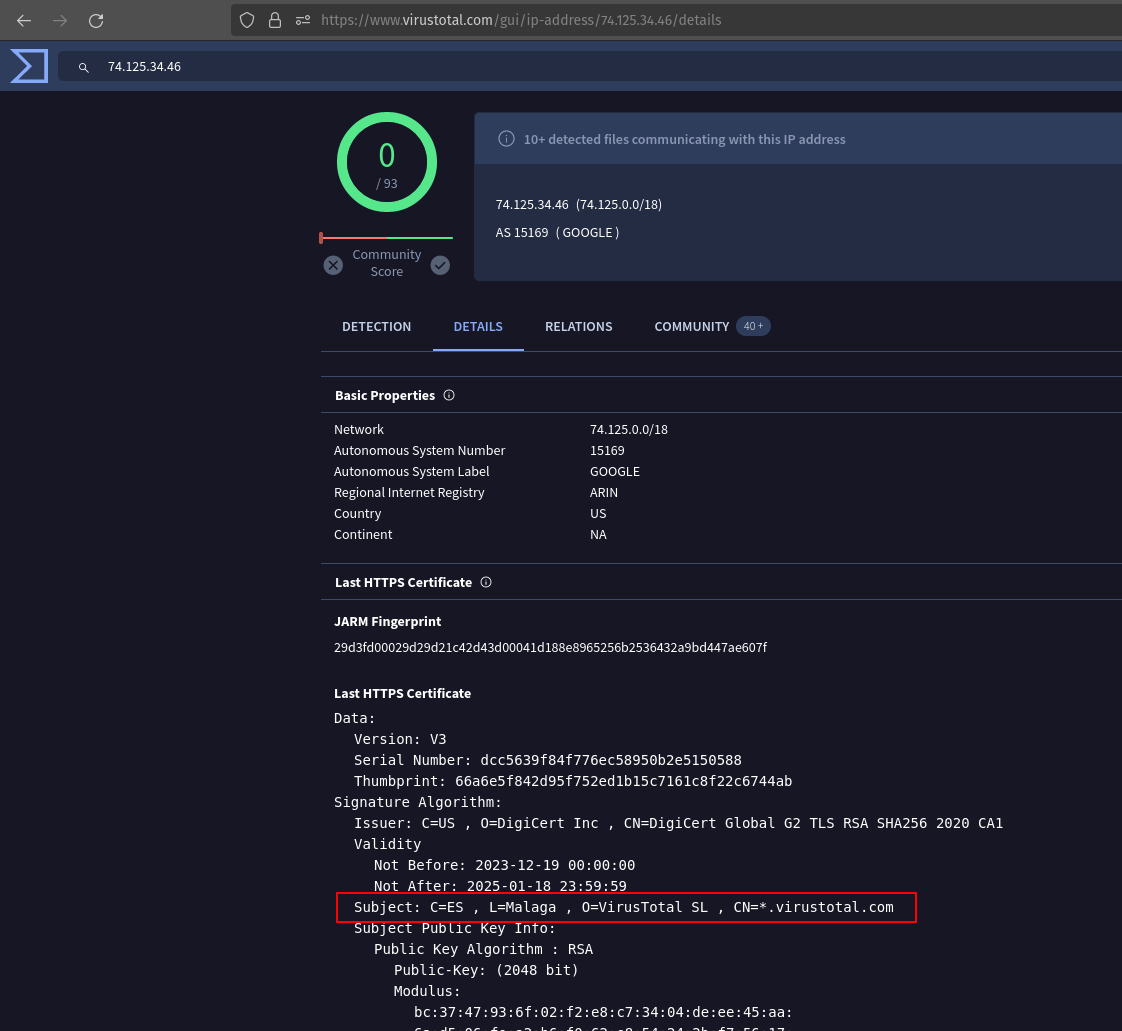 https://www.virustotal.com/gui/ip-address/74.125.34.46/details
74.125.34.46
0
/ 93
Community
Score
10+ detected files communicating with this IP address
74.125.34.46 (74.125.0.0/18)
AS 15169 ( GOOGLE )
DETECTION DETAILS RELATIONS COMMUNITY 40 +
Basic Properties
Network 74.125.0.0/18
Autonomous System Number 15169
Autonomous System Label GOOGLE
Regional Internet Registry ARIN
Country US
Continent NA
Last HTTPS Certificate
JARM Fingerprint
29d3fd00029d29d21c42d43d00041d188e8965256b2536432a9bd447ae607f
Last HTTPS Certificate
Data:
Version: V3
Serial Number: dcc5639f84f776ec58950b2e5150588
Thumbprint: 66a6e5f842d95f752ed1b15c7161c8f22c6744ab
Signature Algorithm:
Issuer: C=US , O=DigiCert Inc , CN=DigiCert Global G2 TLS RSA SHA256 2020 CA1
Validity
Not Before: 2023-12-19 00:00:00
Not After: 2025-01-18 23:59:59
Subject: C=ES , L=Malaga , O=VirusTotal SL , CN=*.virustotal.com
Subject Public Key Info:
Public Key Algorithm : RSA
Public-Key: (2048 bit)
Modulus:
bc:37:47:93:6f:02:f2:e8:c7:34:04:de:ee:45:aa: